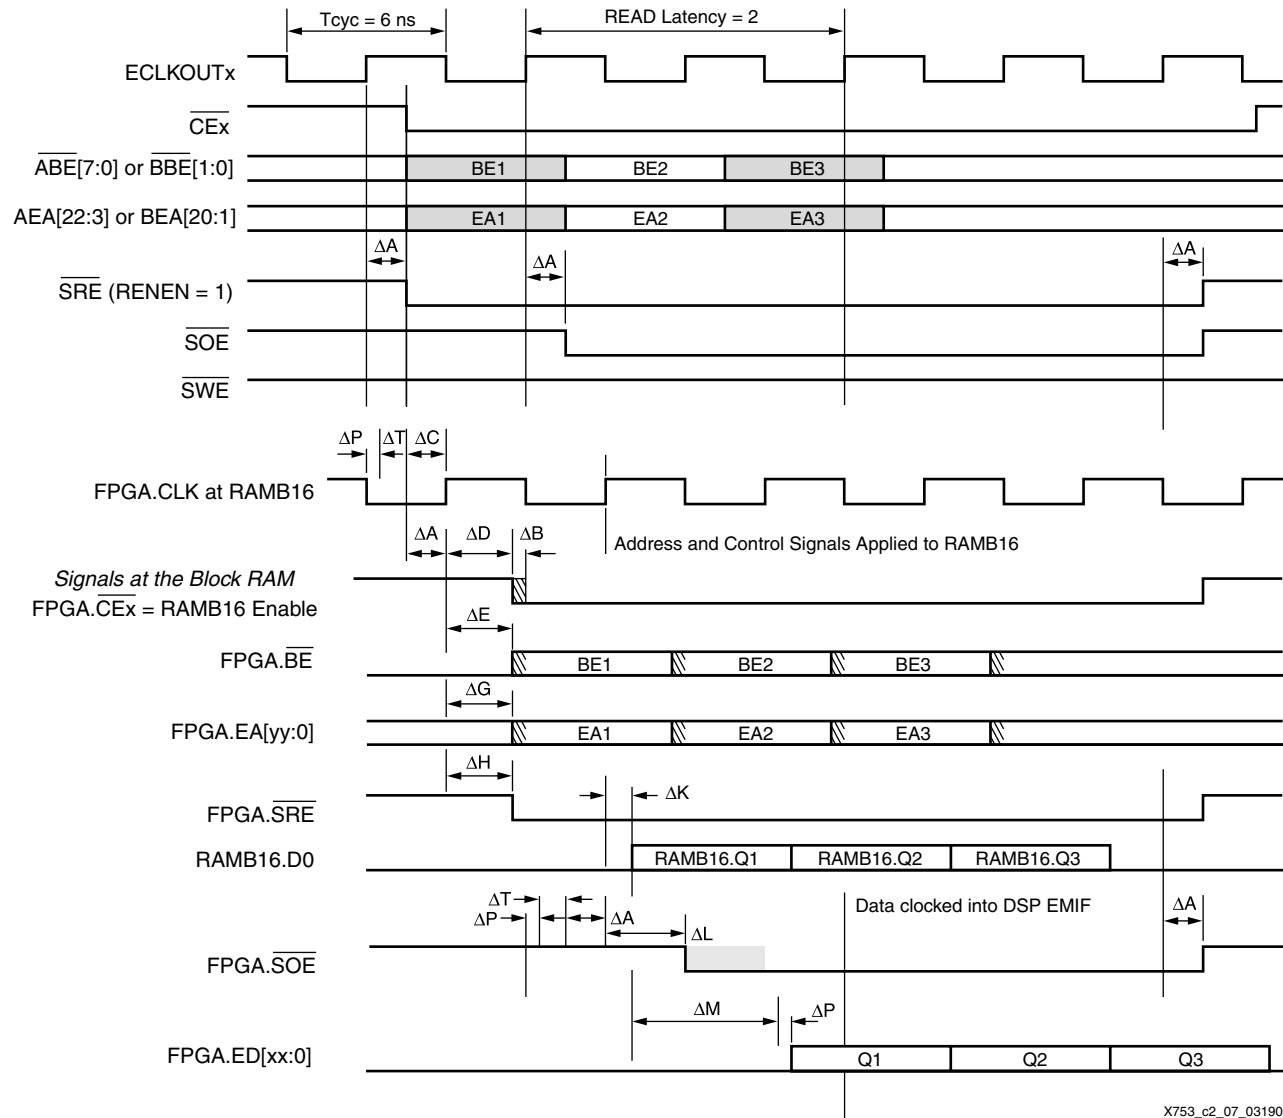 Tcyc = 6 ns
READ Latency = 2
ECLKOUTx
CEx
ABE[7:0] or BBE[1:0]
BE1
BE2
BE3
AEA[22:3] or BEA[20:1]
EA1
EA2
EA3
ΔA
ΔA
ΔA
SRE (RENEN = 1)
SOE
SWE
ΔP
ΔT
ΔC
FPGA.CLK at RAMB16
ΔA
ΔD
ΔB
Address and Control Signals Applied to RAMB16
Signals at the Block RAM
FPGA.CEx = RAMB16 Enable
ΔE
FPGA.BE
BE1
BE2
BE3
ΔG
FPGA.EA[yy:0]
EA1
EA2
EA3
ΔH
ΔK
FPGA.SRE
RAMB16.D0
RAMB16.Q1
RAMB16.Q2
RAMB16.Q3
ΔT
ΔP
ΔA
ΔL
Data clocked into DSP EMIF
ΔA
FPGA.SOE
ΔM
ΔP
FPGA.ED[xx:0]
Q1
Q2
Q3
X753_c2_07_03190